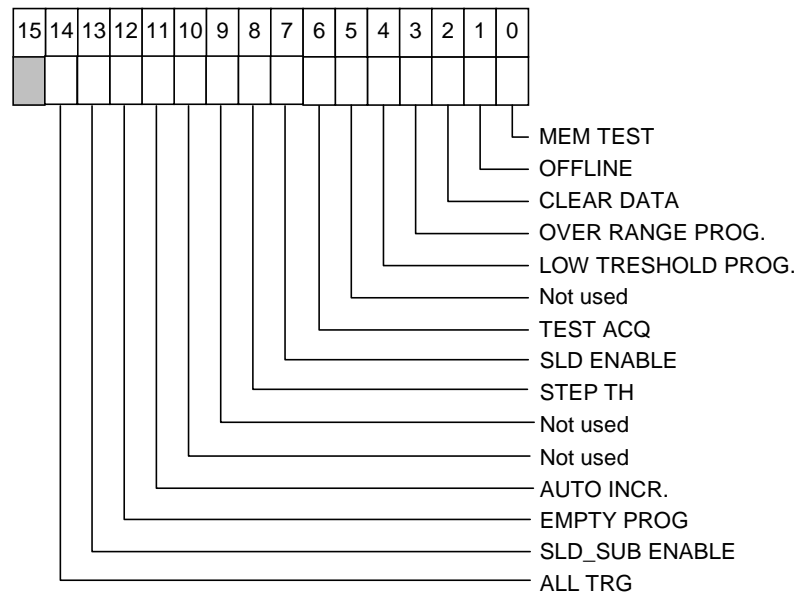 15 14 13 12 11 10 9 8 7 6 5 4 3 2 1 0
MEM TEST
OFFLINE
CLEAR DATA
OVER RANGE PROG.
LOW TRESHOLD PROG.
Not used
TEST ACQ
SLD ENABLE
STEP TH
Not used
Not used
AUTO INCR.
EMPTY PROG
SLD_SUB ENABLE
ALL TRG